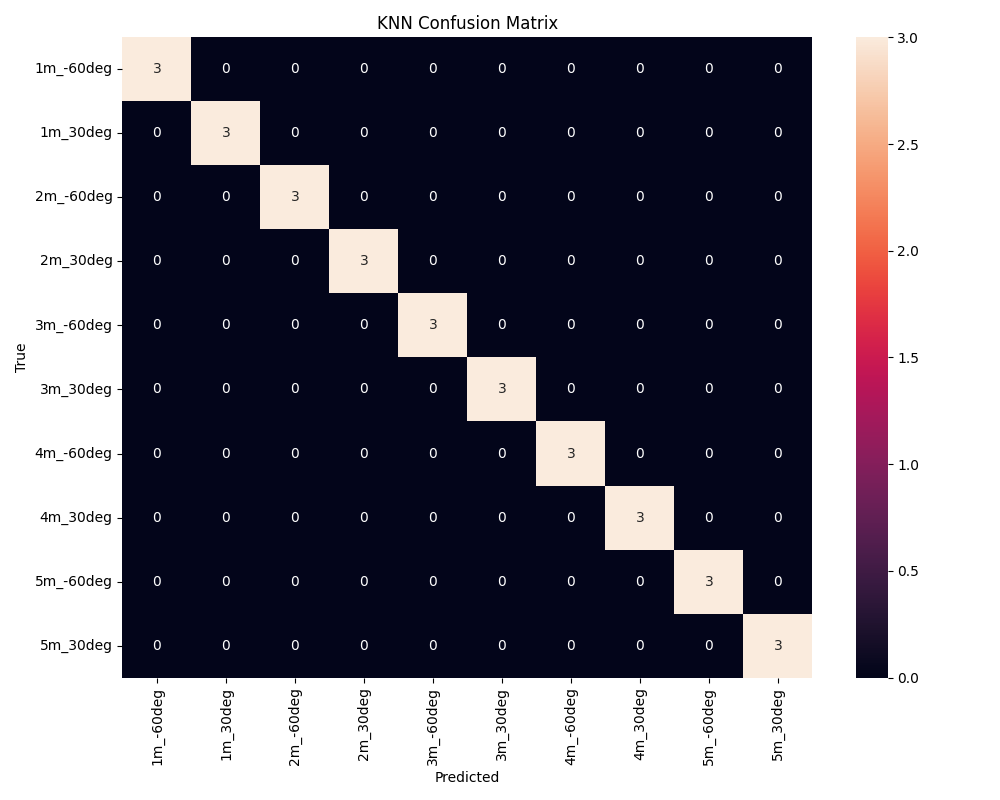 KNN Confusion Matrix
1m_-60deg 3 0 0 0 0 0 0 0 0 0
1m_30deg 0 3 0 0 0 0 0 0 0 0
2m_-60deg 0 0 3 0 0 0 0 0 0 0
2m_30deg 0 0 0 3 0 0 0 0 0 0
3m_-60deg 0 0 0 0 3 0 0 0 0 0
3m_30deg 0 0 0 0 0 3 0 0 0 0
4m_-60deg 0 0 0 0 0 0 3 0 0 0
4m_30deg 0 0 0 0 0 0 0 3 0 0
5m_-60deg 0 0 0 0 0 0 0 0 3 0
5m_30deg 0 0 0 0 0 0 0 0 0 3
True
1m_-60deg 1m_30deg 2m_-60deg 2m_30deg 3m_-60deg 3m_30deg 4m_-60deg 4m_30deg 5m_-60deg 5m_30deg
Predicted
3.0
2.5
2.0
1.5
1.0
0.5
0.0